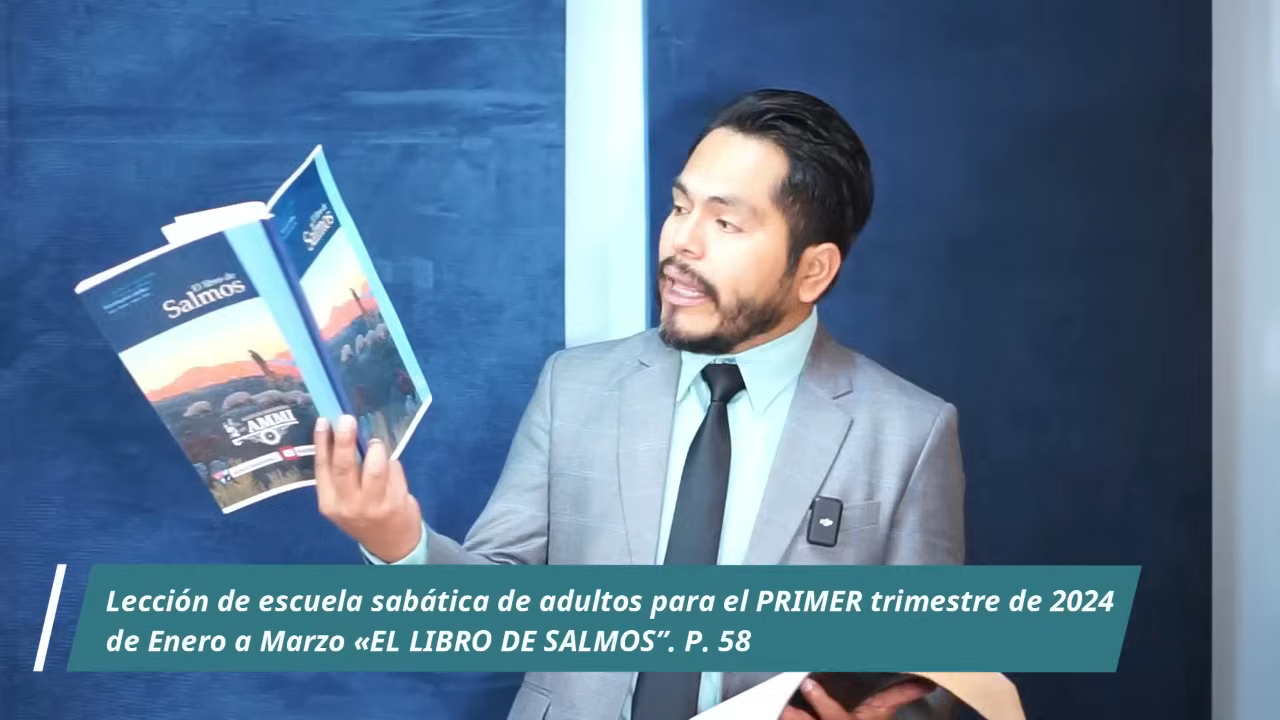 El libro de
Salmos
El libro de
Salmos
AMMI
Lección de escuela sabática de adultos para el PRIMER trimestre de 2024
de Enero a Marzo «EL LIBRO DE SALMOS”. P. 58